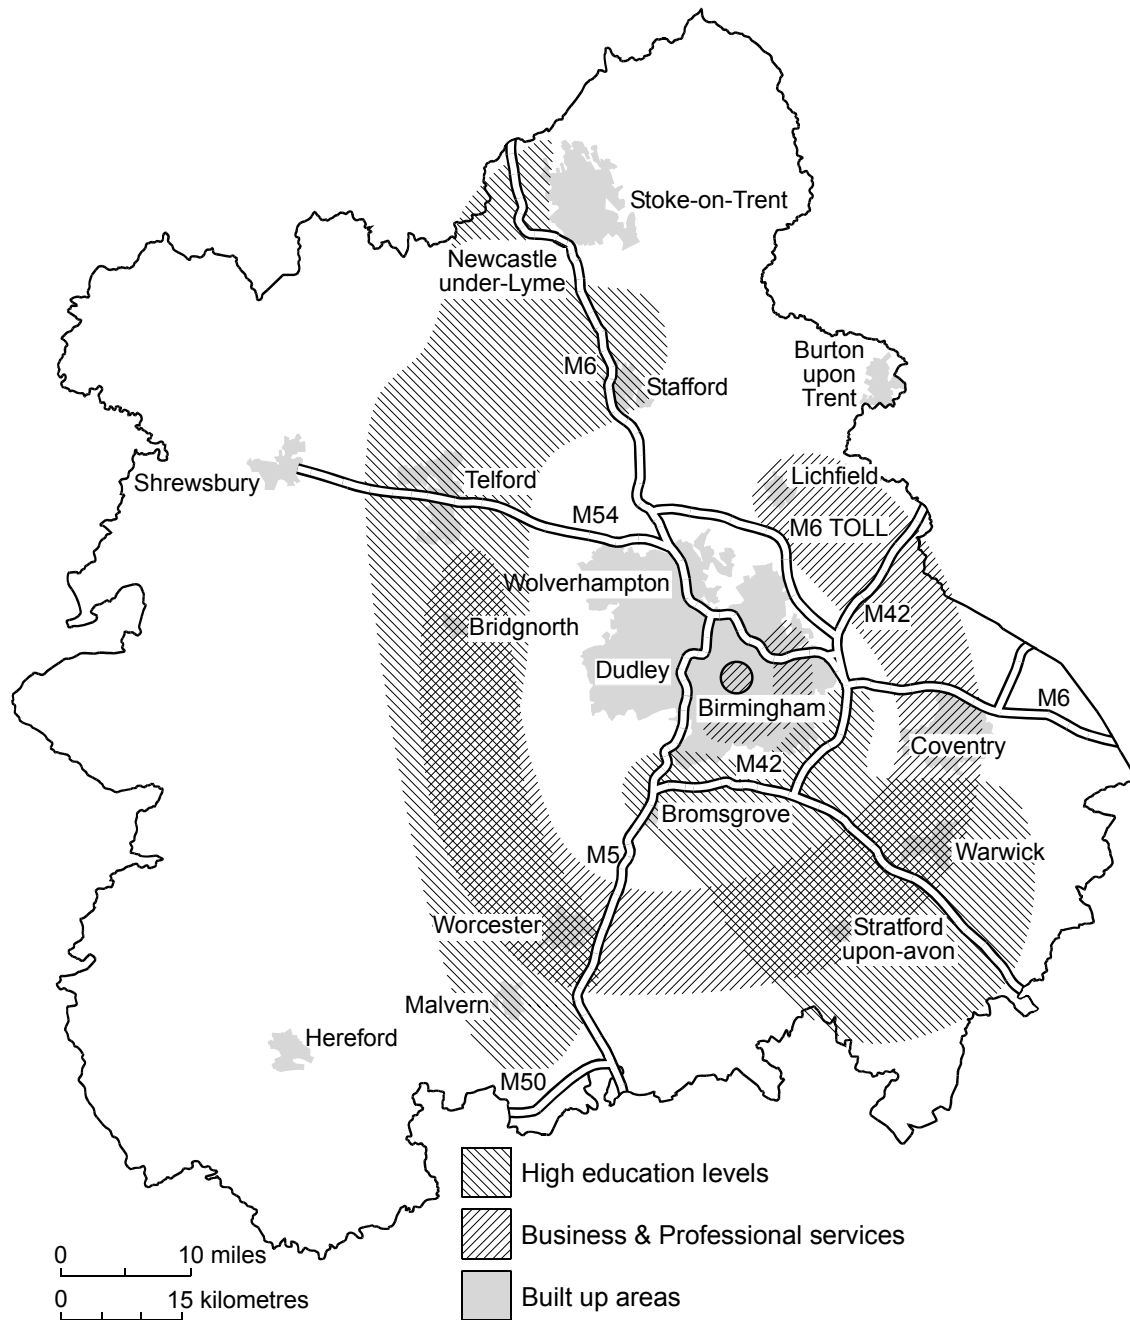 Stoke-on-Trent
Newcastle
under-Lyme
M6
Stafford
Burton
upon
Trent
Shrewsbury
Telford
Lichfield
M54
M6 TOLL
Wolverhampton
M42
Bridgnorth
Dudley
Birmingham
M6
Coventry
M42
Bromsgrove
M5
Warwick
Worcester
Stratford
upon-avon
Malvern
Hereford
M50
High education levels
Business & Professional services
Built up areas
0 10 miles
0 15 kilometres